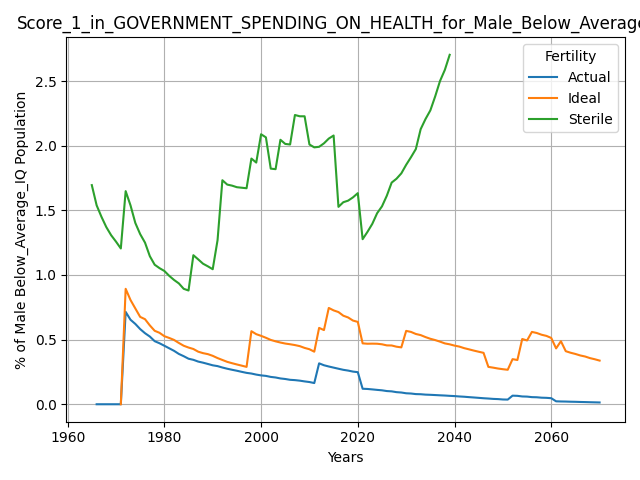 Score_1_in_GOVERNMENT_SPENDING_ON_HEALTH_for_Male_Below_Average
Fertility
Actual
Ideal
Sterile
% of Male Below_Average_IQ Population
2.5
2.0
1.5
1.0
0.5
0.0
1960 1980 2000 2020 2040 2060
Years